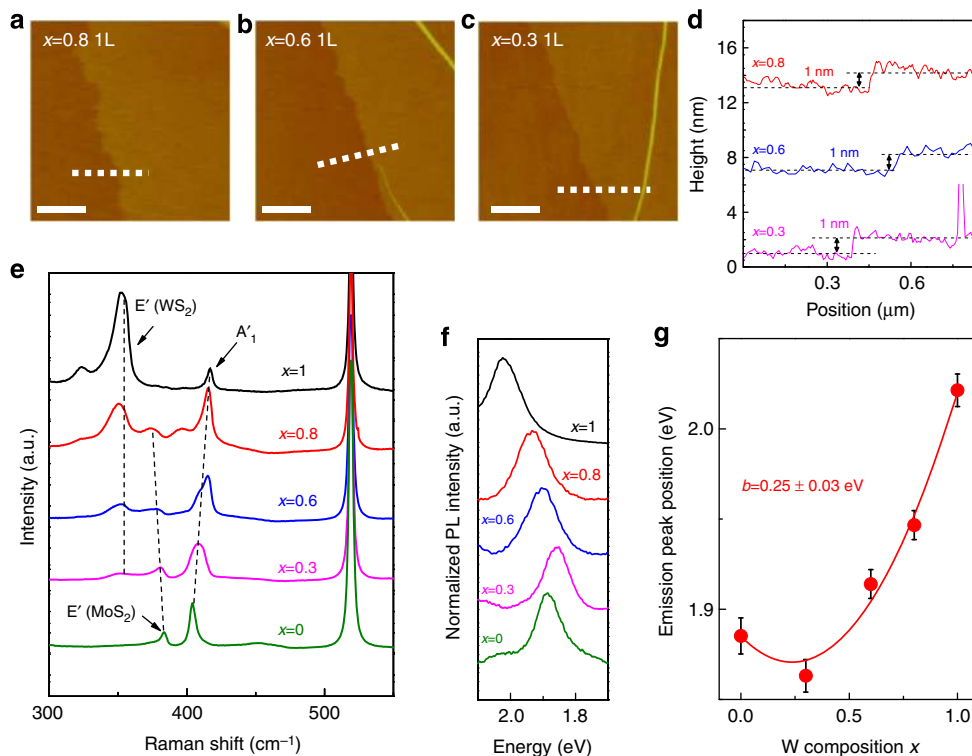 a
x=0.8 1L
b
x=0.6 1L
c
x=0.3 1L
d
16
12
8
4
0
Height (nm)
x=0.8
1 nm
x=0.6
1 nm
x=0.3
1 nm
0.3
0.6
Position (μm)
e
E′ (WS₂)
A′₁
x=1
x=0.8
x=0.6
x=0.3
E′ (MoS₂)
x=0
Intensity (a.u.)
300
400
500
Raman shift (cm⁻¹)
f
x=1
x=0.8
x=0.6
x=0.3
x=0
Normalized PL intensity (a.u.)
2.0
1.8
Energy (eV)
g
2.0
1.9
Emission peak position (eV)
b=0.25 ± 0.03 eV
0.0
0.5
1.0
W composition x